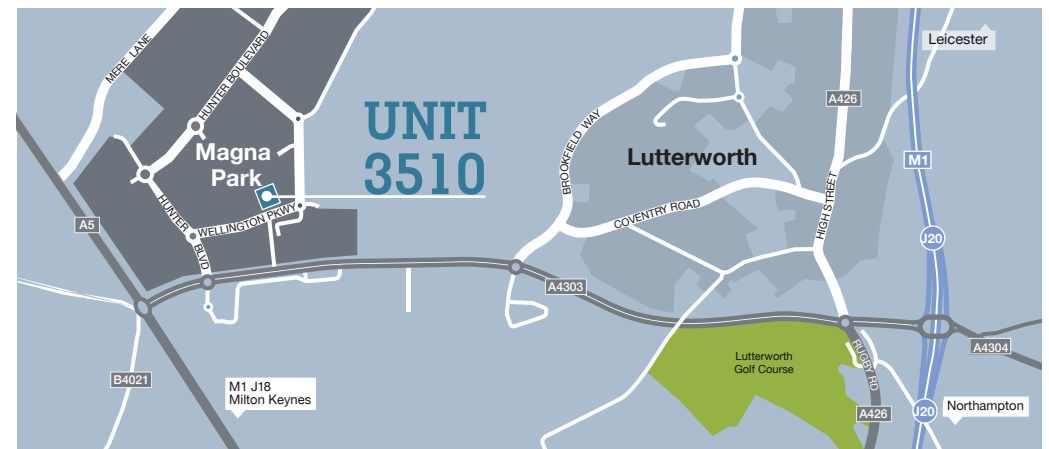 MERE LANE
HUNTER BOULEVARD
Magna
Park
UNIT
3510
HUNTER
BLVD
WELLINGTON PKWY
A5
B4021
M1 J18
Milton Keynes
A4303
BROOKFIELD WAY
Lutterworth
COVENTRY ROAD
HIGH STREET
A426
Leicester
M1
J20
A4304
Lutterworth
Golf Course
RUGBY RD
A426
J20
Northampton